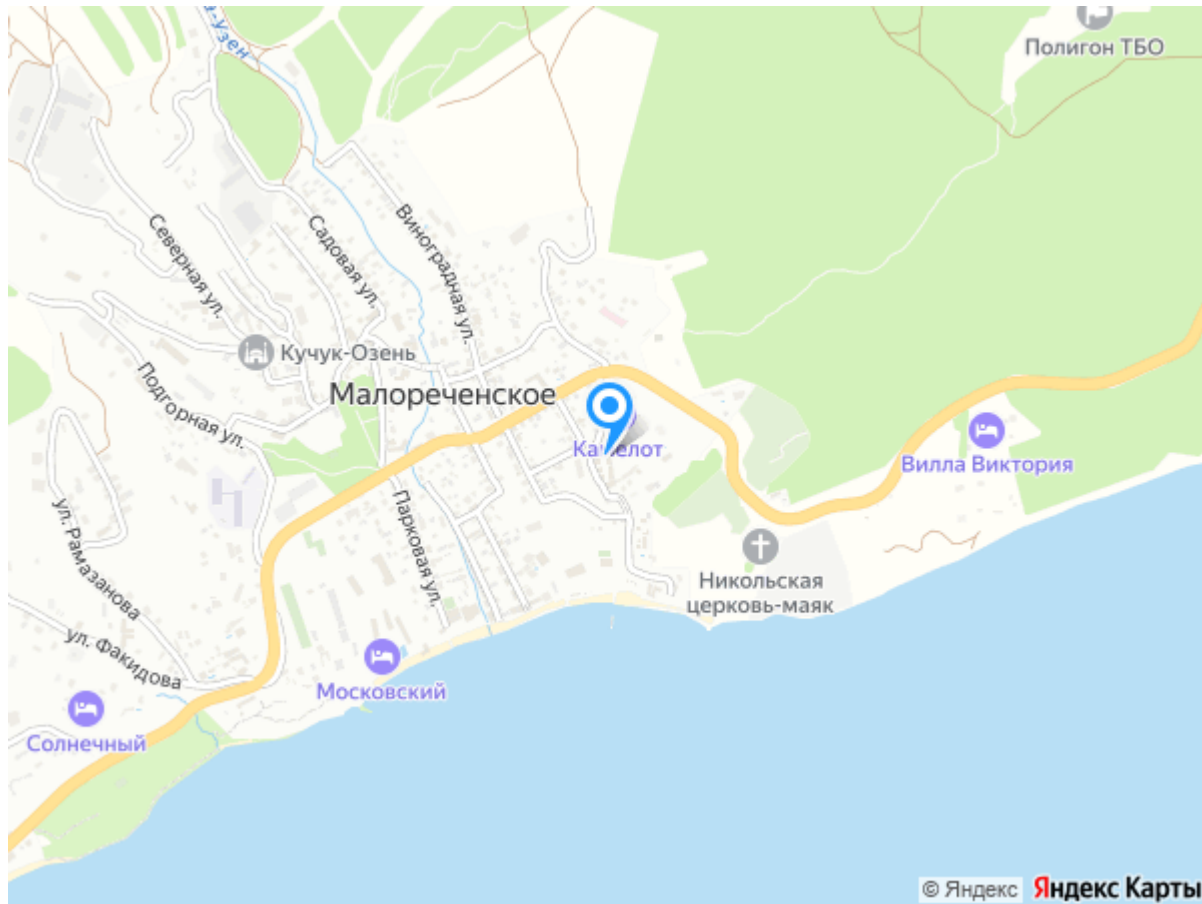 а-Узен
Полигон ТБО
Виноградная ул.
Садовая ул.
Северная ул.
Кучук-Озень
Подгорная ул.
Малореченское
Вилла Виктория
ул. Рамазанова
Парковая ул.
Никольская
церковь-маяк
ул. Факидова
Московский
Солнечный
© Яндекс Яндекс Карты